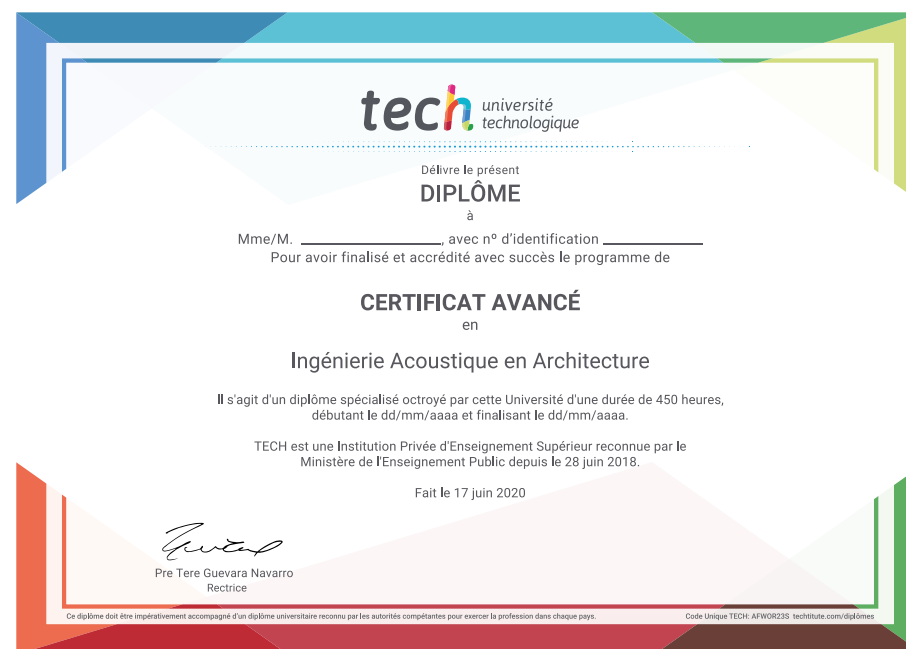 tech université
technologique
Délivre le présent
DIPLÔME
à
Mme/M. ____________________, avec nº d'identification ______________
Pour avoir finalisé et accrédité avec succès le programme de
CERTIFICAT AVANCÉ
en
Ingénierie Acoustique en Architecture
Il s'agit d'un diplôme spécialisé octroyé par cette Université d'une durée de 450 heures,
débutant le dd/mm/aaaa et finalisant le dd/mm/aaaa.
TECH est une Institution Privée d'Enseignement Supérieur reconnue par le
Ministère de l'Enseignement Public depuis le 28 juin 2018.
Fait le 17 juin 2020
Pre Tere Guevara Navarro
Rectrice
Ce diplôme doit être impérativement accompagné d'un diplôme universitaire reconnu par les autorités compétantes pour exercer la profession dans chaque pays.
Code Unique TECH: AFWOR23S techtitute.com/diplômes